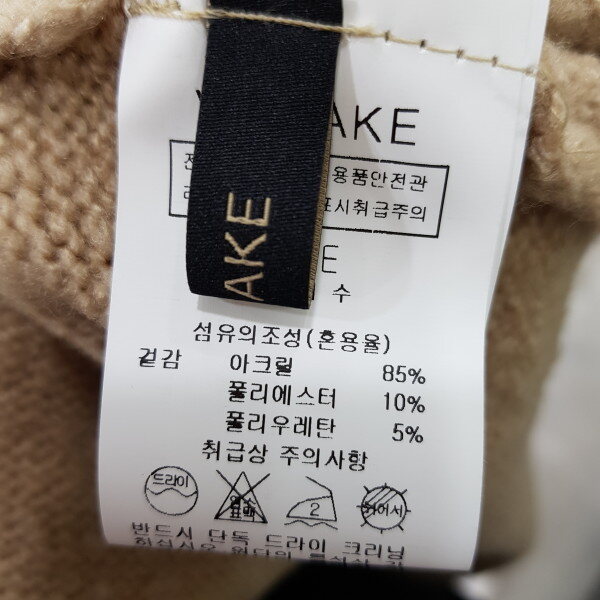 AKE
용품안전관
표시취급주의
AKE
E
수
섬유의조성(혼용율)
겉감 아크릴 85%
폴리에스터 10%
폴리우레탄 5%
취급상 주의사항
드라이 2
반드시 단독 드라이 크리닝